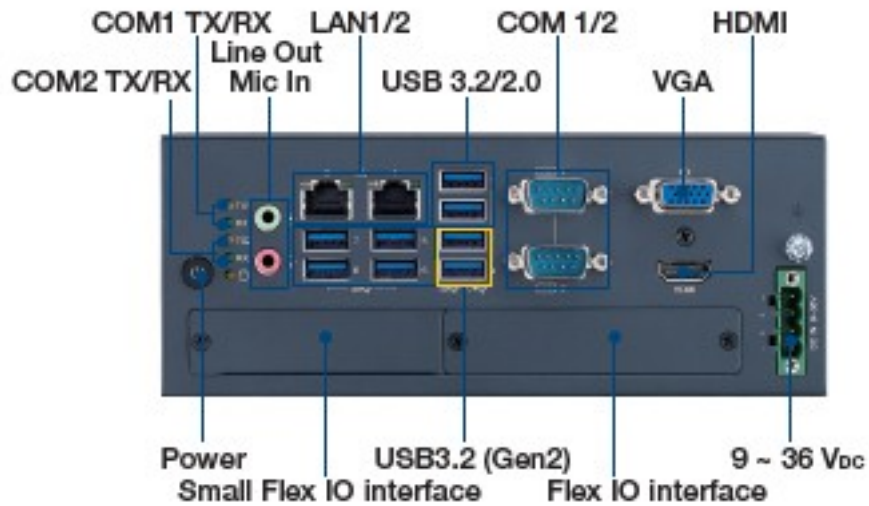 COM1 TX/RX LAN1/2 COM 1/2 HDMI
Line Out
COM2 TX/RX Mic In USB 3.2/2.0 VGA
Power USB3.2 (Gen2) 9 ~ 36 VDC
Small Flex IO interface Flex IO interface